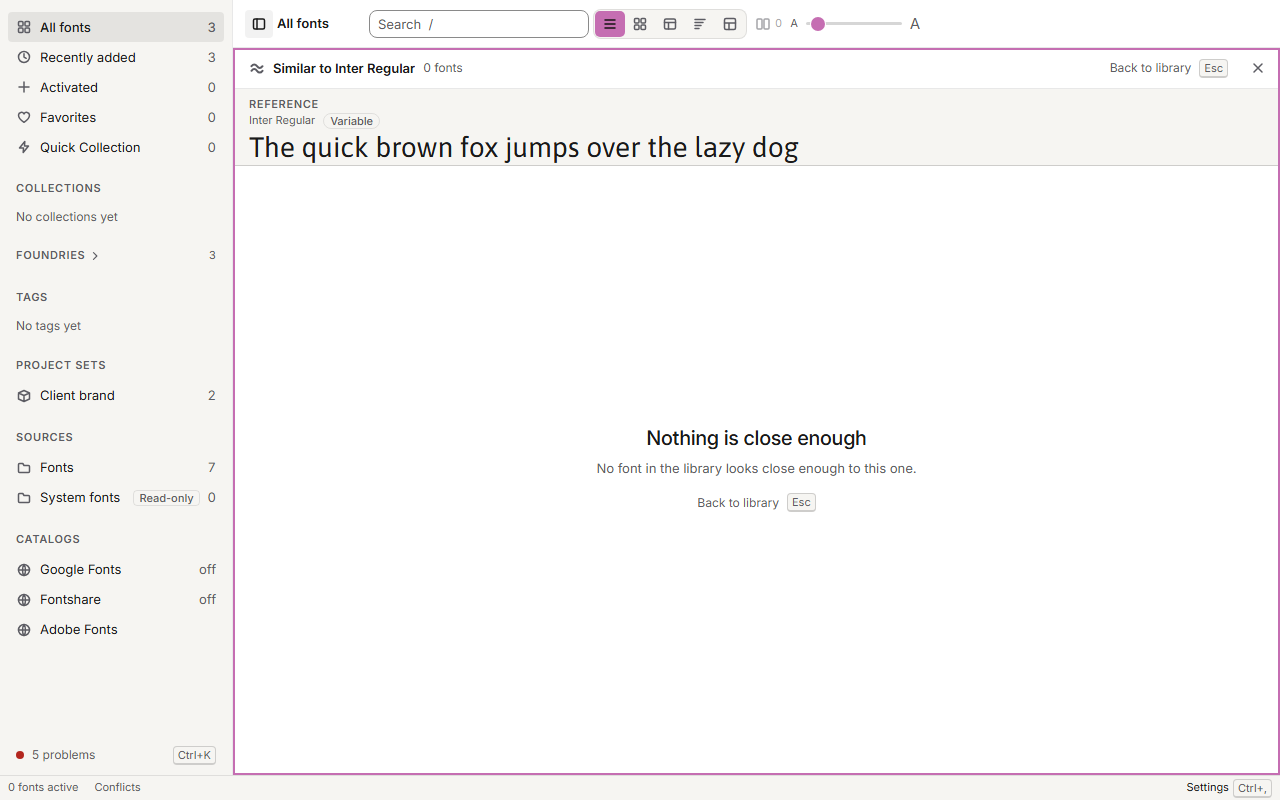 All fonts 3
Recently added 3
Activated 0
Favorites 0
Quick Collection 0
COLLECTIONS
No collections yet
FOUNDRIES 3
TAGS
No tags yet
PROJECT SETS
Client brand 2
SOURCES
Fonts 7
System fonts Read-only 0
CATALOGS
Google Fonts off
Fontshare off
Adobe Fonts
5 problems Ctrl+K
All fonts Search / 0 A A
Similar to Inter Regular 0 fonts Back to library Esc
REFERENCE
Inter Regular Variable
The quick brown fox jumps over the lazy dog
Nothing is close enough
No font in the library looks close enough to this one.
Back to library Esc
0 fonts active Conflicts Settings Ctrl+,